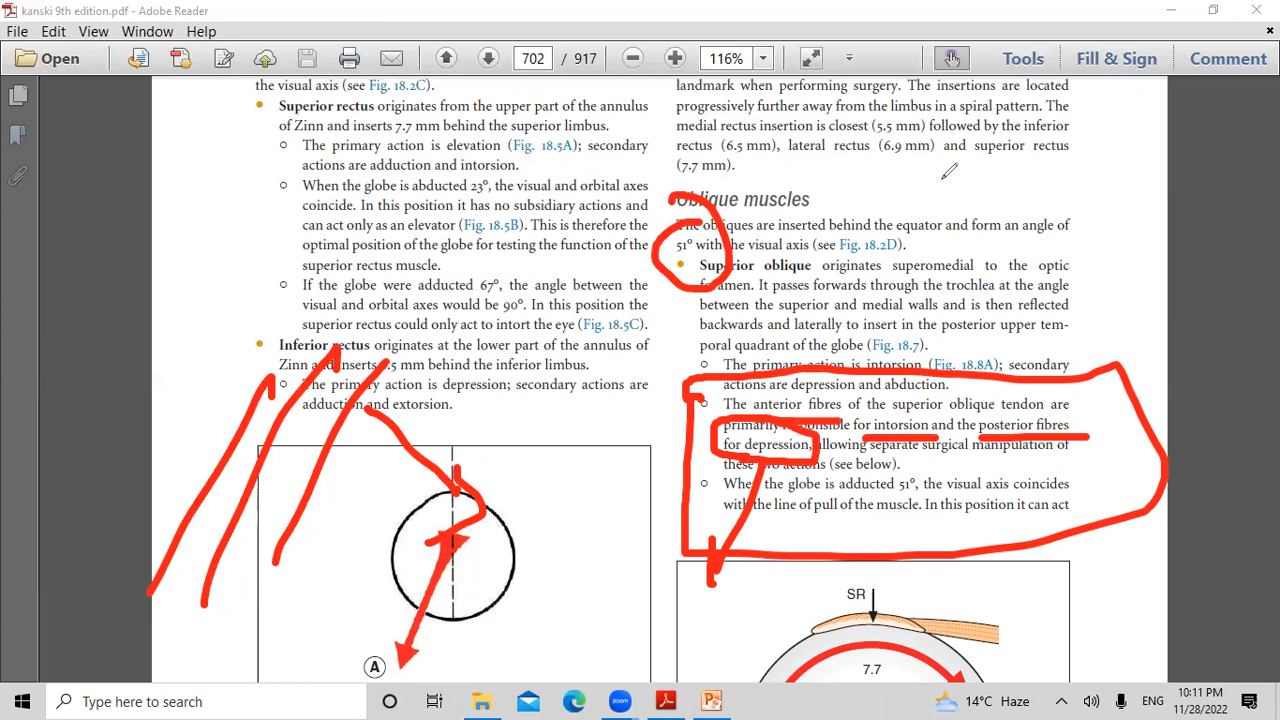 kanski 9th edition.pdf - Adobe Reader
File Edit View Window Help
Open 702 / 917 116% Tools Fill & Sign Comment
the visual axis (see Fig. 18.2C).
• Superior rectus originates from the upper part of the annulus
of Zinn and inserts 7.7 mm behind the superior limbus.
○ The primary action is elevation (Fig. 18.5A); secondary
actions are adduction and intorsion.
○ When the globe is abducted 23°, the visual and orbital axes
coincide. In this position it has no subsidiary actions and
can act only as an elevator (Fig. 18.5B). This is therefore the
optimal position of the globe for testing the function of the
superior rectus muscle.
○ If the globe were adducted 67°, the angle between the
visual and orbital axes would be 90°. In this position the
superior rectus could only act to intort the eye (Fig. 18.5C).
• Inferior rectus originates at the lower part of the annulus of
Zinn and inserts .5 mm behind the inferior limbus.
○ The primary action is depression; secondary actions are
adduction and extorsion.
A
landmark when performing surgery. The insertions are located
progressively further away from the limbus in a spiral pattern. The
medial rectus insertion is closest (5.5 mm) followed by the inferior
rectus (6.5 mm), lateral rectus (6.9 mm) and superior rectus
(7.7 mm).
Oblique muscles
The obliques are inserted behind the equator and form an angle of
51° with the visual axis (see Fig. 18.2D).
• Superior oblique originates superomedial to the optic
foramen. It passes forwards through the trochlea at the angle
between the superior and medial walls and is then reflected
backwards and laterally to insert in the posterior upper tem-
poral quadrant of the globe (Fig. 18.7).
○ The primary action is intorsion (Fig. 18.8A); secondary
actions are depression and abduction.
○ The anterior fibres of the superior oblique tendon are
primarily responsible for intorsion and the posterior fibres
for depression, allowing separate surgical manipulation of
these two actions (see below).
○ When the globe is adducted 51°, the visual axis coincides
with the line of pull of the muscle. In this position it can act
SR
7.7
Type here to search
zoom
14°C Haze ENG 10:11 PM
11/28/2022